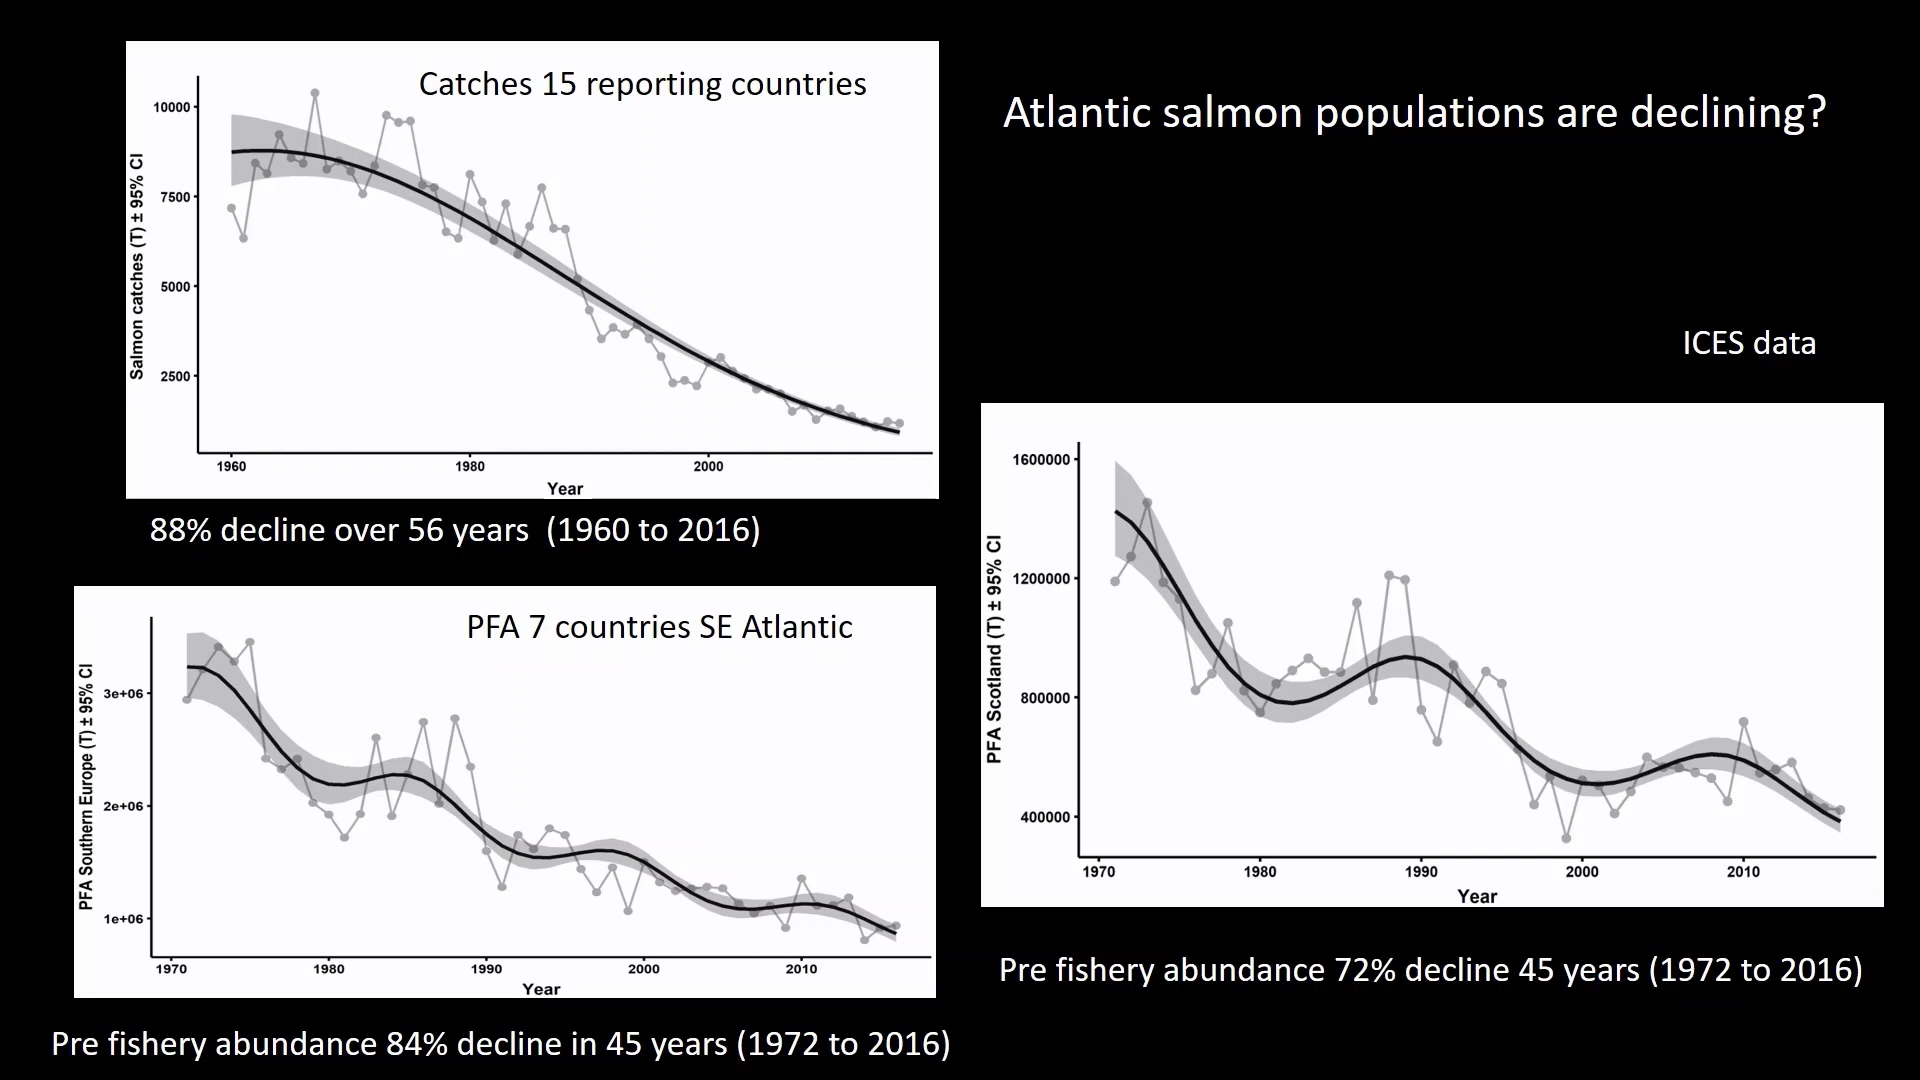 Catches 15 reporting countries
Salmon catches (T) ± 95% CI
10000
7500
5000
2500
1960 1980 2000
Year
88% decline over 56 years (1960 to 2016)
Atlantic salmon populations are declining?
ICES data
PFA 7 countries SE Atlantic
PFA Southern Europe (T) ± 95% CI
3e+06
2e+06
1e+06
1970 1980 1990 2000 2010
Year
Pre fishery abundance 84% decline in 45 years (1972 to 2016)
PFA Scotland (T) ± 95% CI
1600000
1200000
800000
400000
1970 1980 1990 2000 2010
Year
Pre fishery abundance 72% decline 45 years (1972 to 2016)